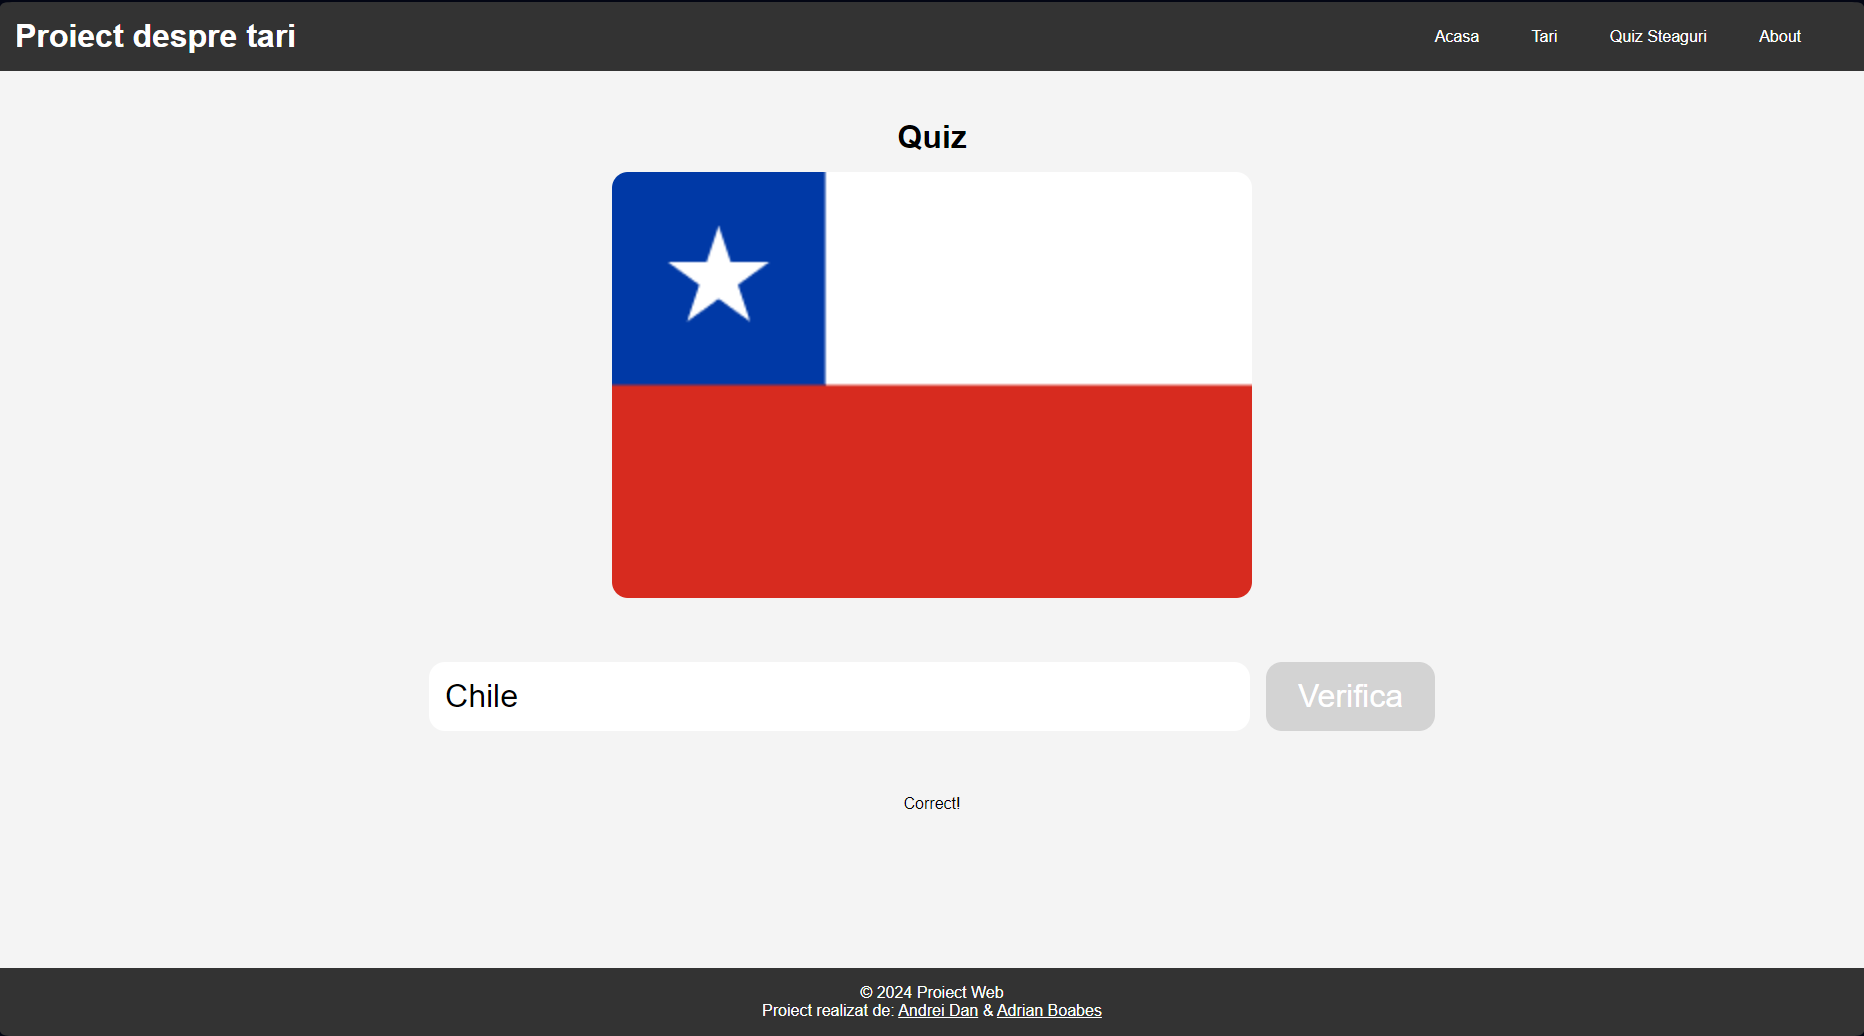 Proiect despre tari
Acasa Tari Quiz Steaguri About
Quiz
Chile
Verifica
Correct!
© 2024 Proiect Web
Proiect realizat de: Andrei Dan & Adrian Boabes